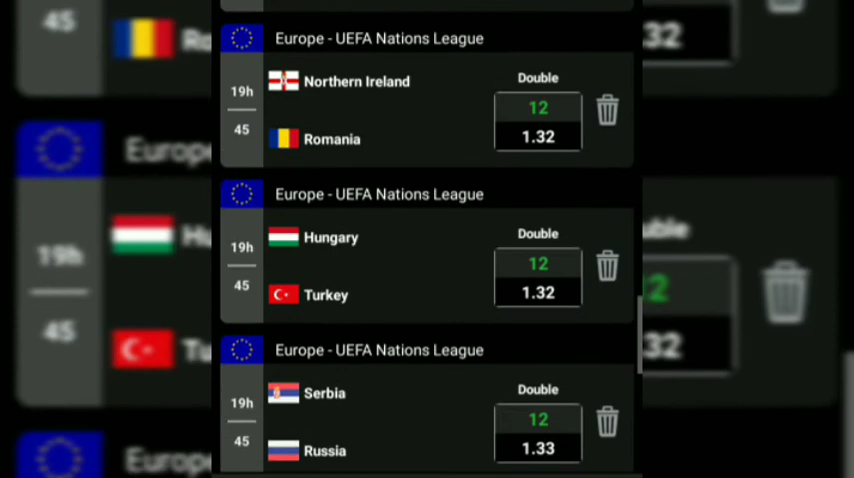 Europe - UEFA Nations League
19h
45
Northern Ireland
Romania
Double
12
1.32
Europe - UEFA Nations League
19h
45
Hungary
Turkey
Double
12
1.32
Europe - UEFA Nations League
19h
45
Serbia
Russia
Double
12
1.33